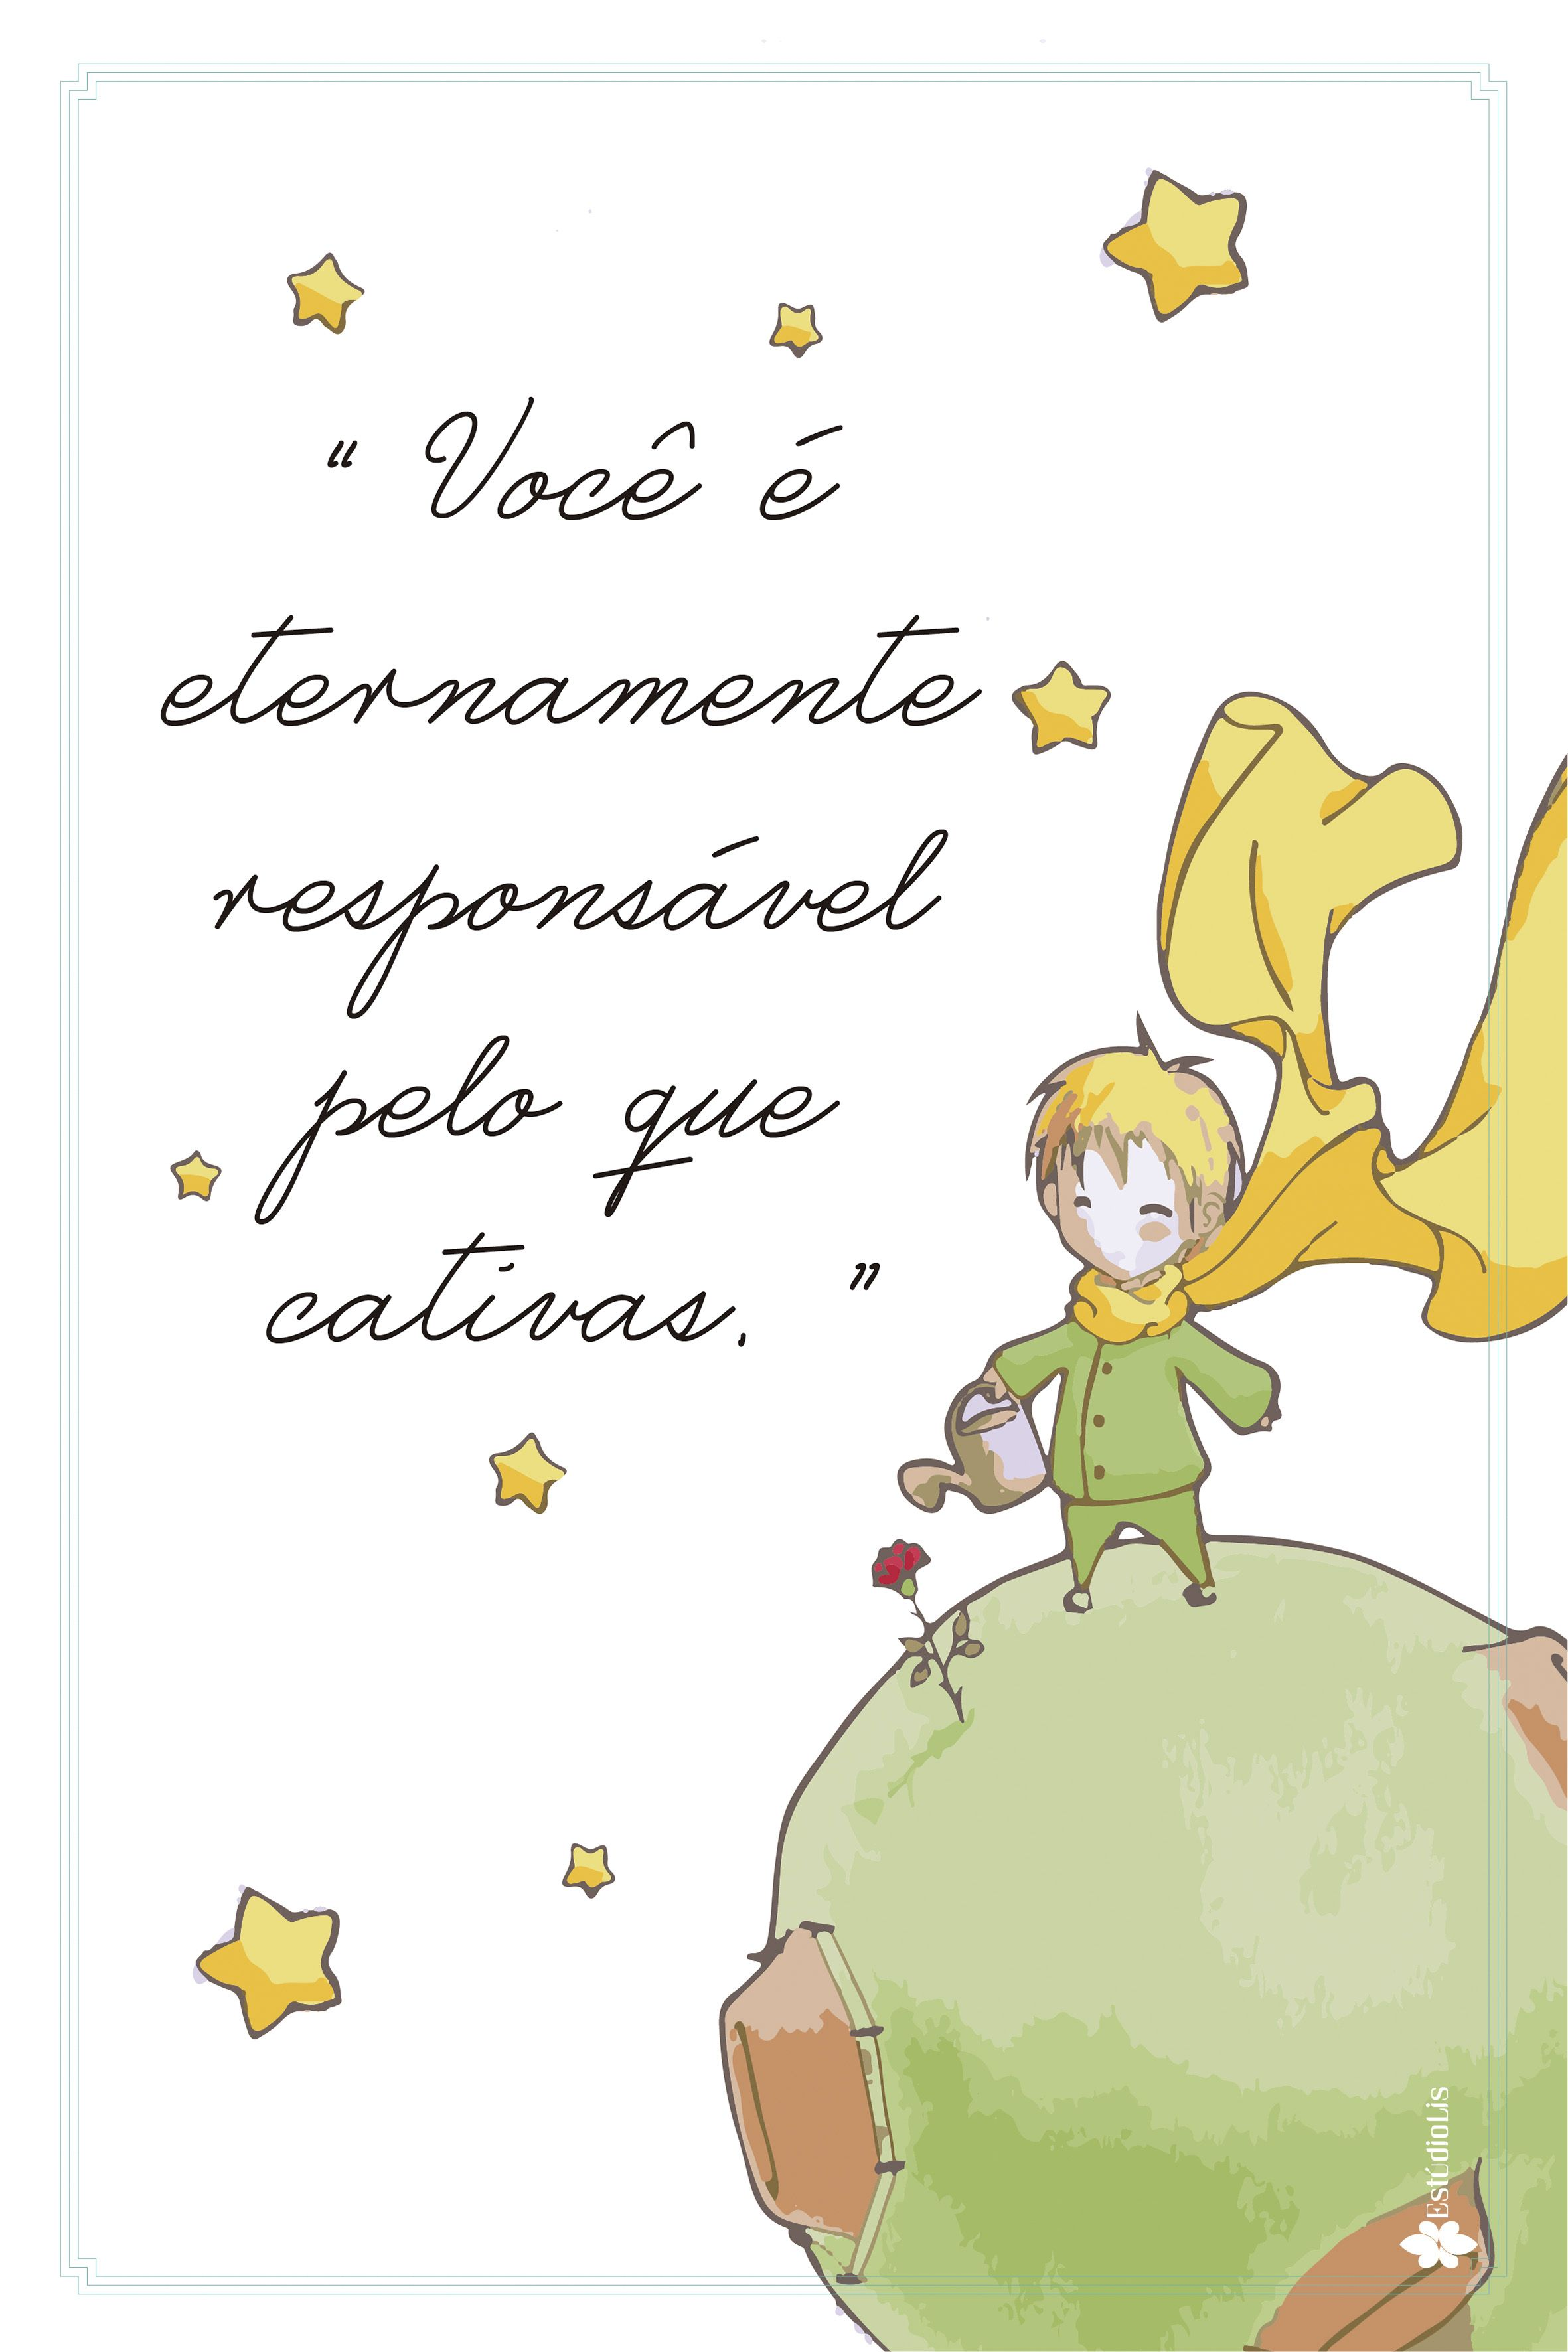 “ Você é
eternamente
responsável
pelo que
cativas. ”
EstúdioLis